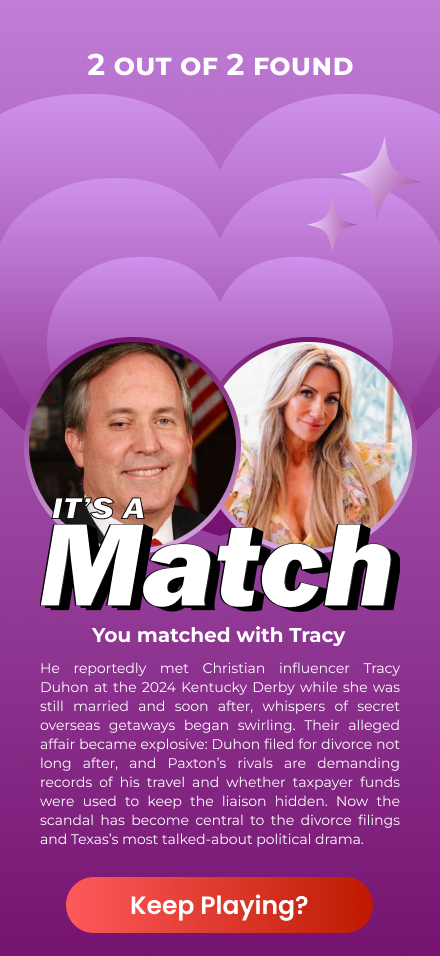 2 OUT OF 2 FOUND
IT'S A
Match
You matched with Tracy
He reportedly met Christian influencer Tracy
Duhon at the 2024 Kentucky Derby while she was
still married and soon after, whispers of secret
overseas getaways began swirling. Their alleged
affair became explosive: Duhon filed for divorce not
long after, and Paxton's rivals are demanding
records of his travel and whether taxpayer funds
were used to keep the liaison hidden. Now the
scandal has become central to the divorce filings
and Texas's most talked-about political drama.
Keep Playing?